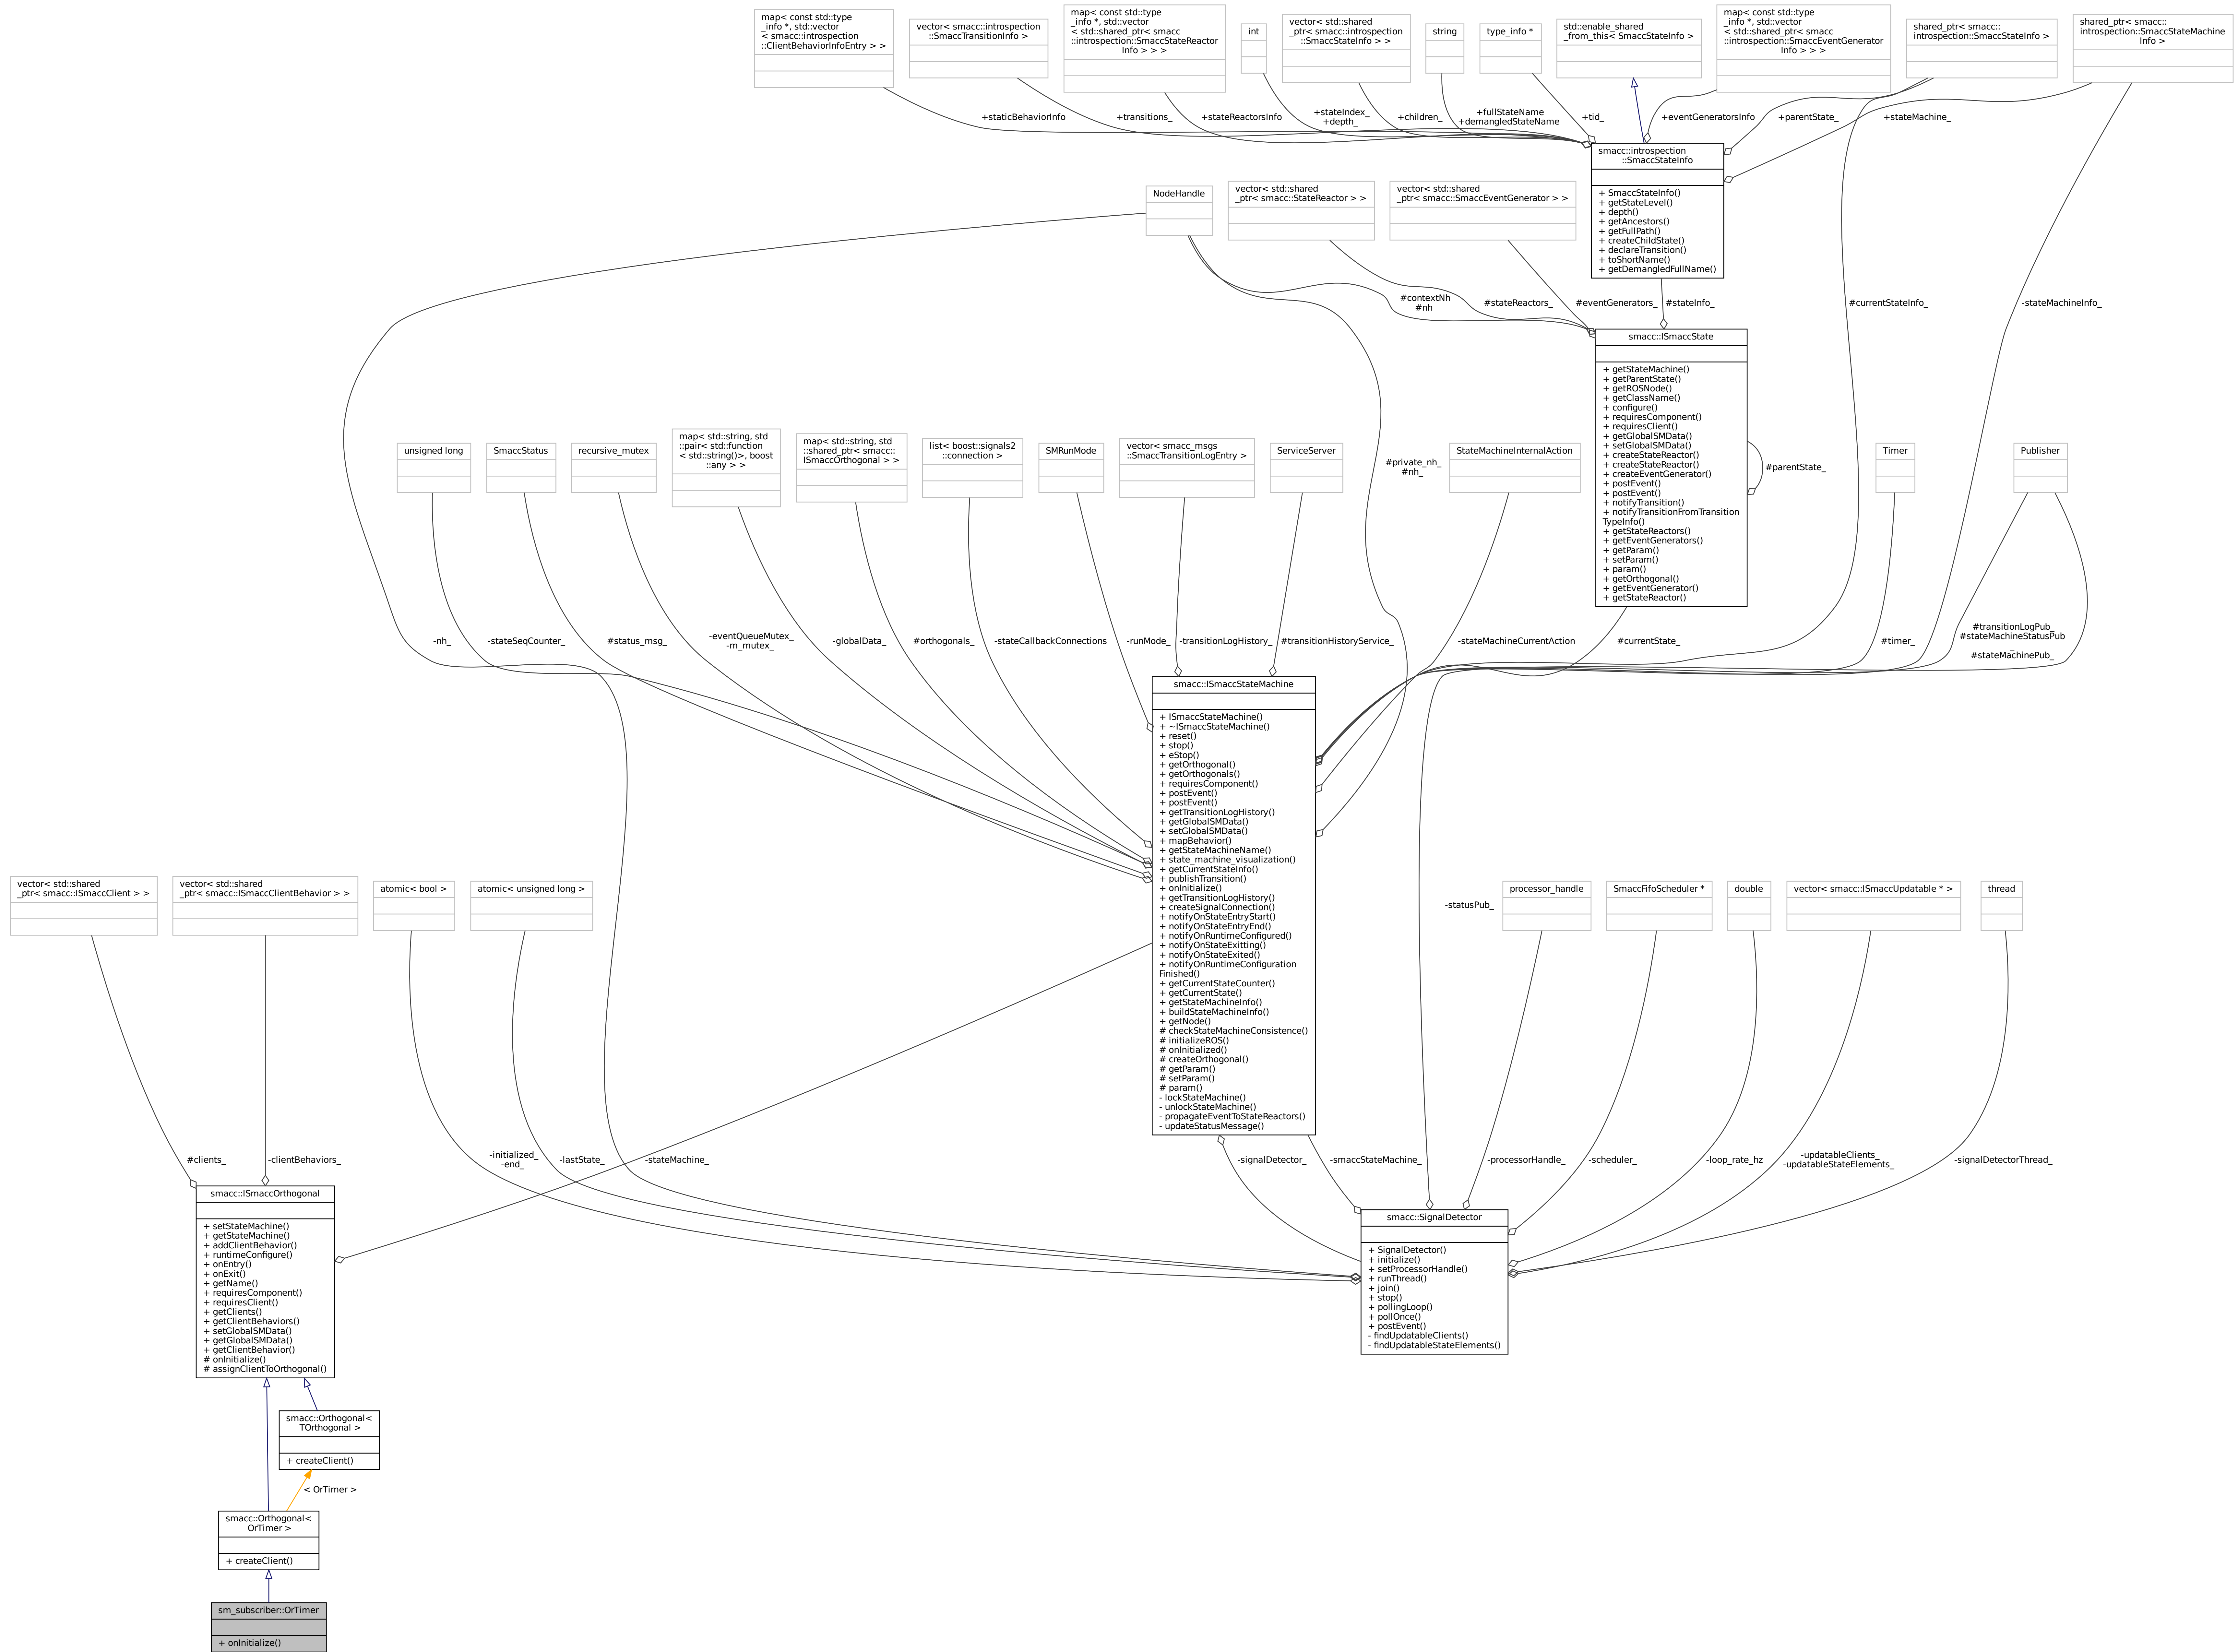 map< const std::type
_info *, std::vector
< smacc::introspection
::ClientBehaviorInfoEntry > >
vector< smacc::introspection
::SmaccTransitionInfo >
map< const std::type
_info *, std::vector
< std::shared_ptr< smacc
::introspection::SmaccStateReactor
Info > > >
int
vector< std::shared
_ptr< smacc::introspection
::SmaccStateInfo > >
string
type_info *
std::enable_shared
_from_this< SmaccStateInfo >
map< const std::type
_info *, std::vector
< std::shared_ptr< smacc
::introspection::SmaccEventGenerator
Info > > >
shared_ptr< smacc::
introspection::SmaccStateInfo >
shared_ptr< smacc::
introspection::SmaccStateMachine
Info >
+staticBehaviorInfo
+transitions_
+stateReactorsInfo
+stateIndex_
+depth_
+children_
+fullStateName
+demangledStateName
+tid_
+eventGeneratorsInfo
+parentState_
+stateMachine_
smacc::introspection
::SmaccStateInfo
+ SmaccStateInfo()
+ getStateLevel()
+ depth()
+ getAncestors()
+ getFullPath()
+ createChildState()
+ declareTransition()
+ toShortName()
+ getDemangledFullName()
NodeHandle
vector< std::shared
_ptr< smacc::StateReactor > >
vector< std::shared
_ptr< smacc::SmaccEventGenerator > >
#contextNh
#nh
#stateReactors_
#eventGenerators_
#stateInfo_
#currentStateInfo_
-stateMachineInfo_
smacc::ISmaccState
+ getStateMachine()
+ getParentState()
+ getROSNode()
+ getClassName()
+ configure()
+ requiresComponent()
+ requiresClient()
+ getGlobalSMData()
+ setGlobalSMData()
+ createStateReactor()
+ createStateReactor()
+ createEventGenerator()
+ postEvent()
+ postEvent()
+ notifyTransition()
+ notifyTransitionFromTransition
TypeInfo()
+ getStateReactors()
+ getEventGenerators()
+ getParam()
+ setParam()
+ param()
+ getOrthogonal()
+ getEventGenerator()
+ getStateReactor()
#parentState_
unsigned long
SmaccStatus
recursive_mutex
map< std::string, std
::pair< std::function
< std::string()>, boost
::any > >
map< std::string, std
::shared_ptr< smacc::
ISmaccOrthogonal > >
list< boost::signals2
::connection >
SMRunMode
vector< smacc_msgs
::SmaccTransitionLogEntry >
ServiceServer
#private_nh_
#nh_
StateMachineInternalAction
Timer
Publisher
-nh_
-stateSeqCounter_
#status_msg_
-eventQueueMutex_
-m_mutex_
-globalData_
#orthogonals_
-stateCallbackConnections
-runMode_
-transitionLogHistory_
#transitionHistoryService_
-stateMachineCurrentAction
#currentState_
#timer_
#transitionLogPub_
#stateMachineStatusPub
_
#stateMachinePub_
smacc::ISmaccStateMachine
+ ISmaccStateMachine()
+ ~ISmaccStateMachine()
+ reset()
+ stop()
+ eStop()
+ getOrthogonal()
+ getOrthogonals()
+ requiresComponent()
+ postEvent()
+ postEvent()
+ getTransitionLogHistory()
+ getGlobalSMData()
+ setGlobalSMData()
+ mapBehavior()
+ getStateMachineName()
+ state_machine_visualization()
+ getCurrentStateInfo()
+ publishTransition()
+ onInitialize()
+ getTransitionLogHistory()
+ createSignalConnection()
+ notifyOnStateEntryStart()
+ notifyOnStateEntryEnd()
+ notifyOnRuntimeConfigured()
+ notifyOnStateExitting()
+ notifyOnStateExited()
+ notifyOnRuntimeConfiguration
Finished()
+ getCurrentStateCounter()
+ getCurrentState()
+ getStateMachineInfo()
+ buildStateMachineInfo()
+ getNode()
# checkStateMachineConsistence()
# initializeROS()
# onInitialized()
# createOrthogonal()
# getParam()
# setParam()
# param()
- lockStateMachine()
- unlockStateMachine()
- propagateEventToStateReactors()
- updateStatusMessage()
vector< std::shared
_ptr< smacc::ISmaccClient > >
vector< std::shared
_ptr< smacc::ISmaccClientBehavior > >
atomic< bool >
atomic< unsigned long >
-statusPub_
processor_handle
SmaccFifoScheduler *
double
vector< smacc::ISmaccUpdatable * >
thread
#clients_
-clientBehaviors_
-initialized_
-end_
-lastState_
-stateMachine_
-signalDetector_
-smaccStateMachine_
-processorHandle_
-scheduler_
-loop_rate_hz
-updatableClients_
-updatableStateElements_
-signalDetectorThread_
smacc::ISmaccOrthogonal
+ setStateMachine()
+ getStateMachine()
+ addClientBehavior()
+ runtimeConfigure()
+ onEntry()
+ onExit()
+ getName()
+ requiresComponent()
+ requiresClient()
+ getClients()
+ getClientBehaviors()
+ setGlobalSMData()
+ getGlobalSMData()
+ getClientBehavior()
# onInitialize()
# assignClientToOrthogonal()
smacc::SignalDetector
+ SignalDetector()
+ initialize()
+ setProcessorHandle()
+ runThread()
+ join()
+ stop()
+ pollingLoop()
+ pollOnce()
+ postEvent()
- findUpdatableClients()
- findUpdatableStateElements()
smacc::Orthogonal<
TOrthogonal >
+ createClient()
< OrTimer >
smacc::Orthogonal<
OrTimer >
+ createClient()
sm_subscriber::OrTimer
+ onInitialize()